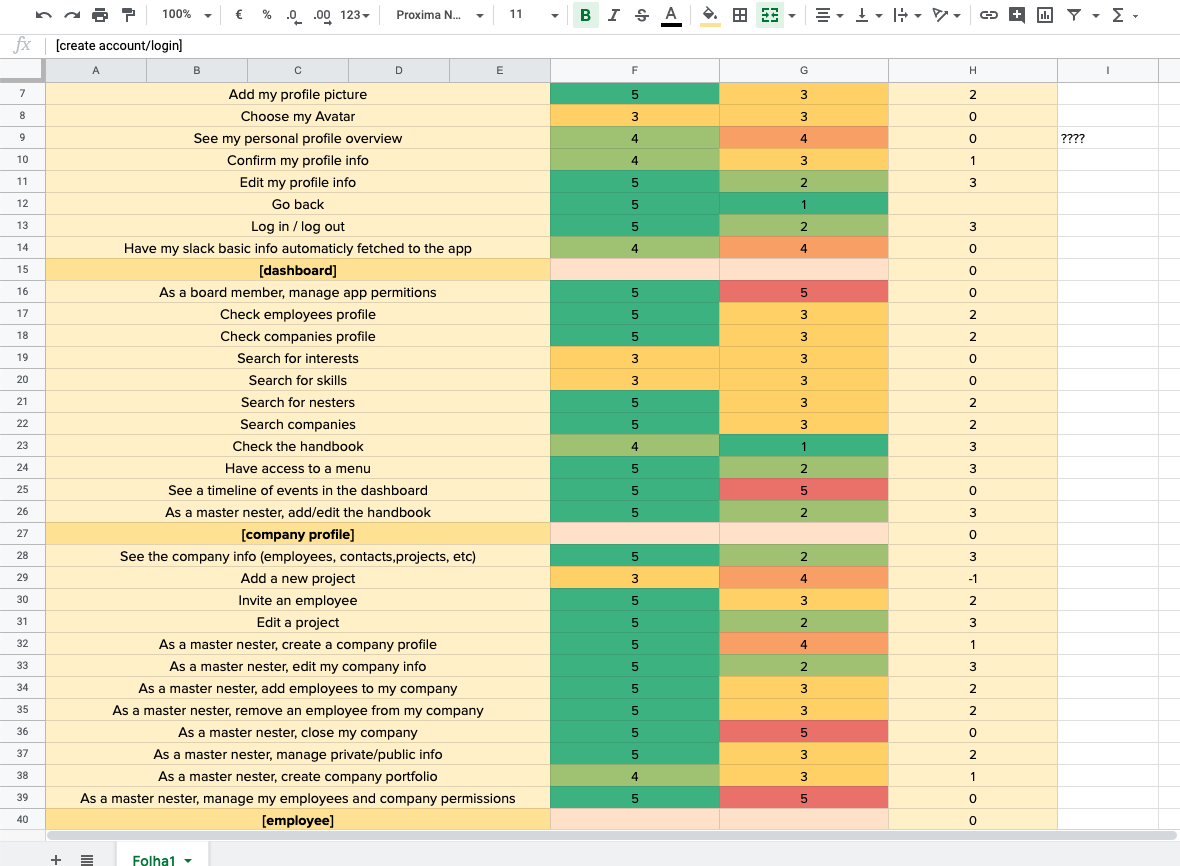 100% € % .0 .00 123 Proxima N... 11 B I S A
fx [create account/login]
A B C D E F G H I
7 Add my profile picture 5 3 2
8 Choose my Avatar 3 3 0
9 See my personal profile overview 4 4 0 ????
10 Confirm my profile info 4 3 1
11 Edit my profile info 5 2 3
12 Go back 5 1
13 Log in / log out 5 2 3
14 Have my slack basic info automaticly fetched to the app 4 4 0
15 [dashboard] 0
16 As a board member, manage app permitions 5 5 0
17 Check employees profile 5 3 2
18 Check companies profile 5 3 2
19 Search for interests 3 3 0
20 Search for skills 3 3 0
21 Search for nesters 5 3 2
22 Search companies 5 3 2
23 Check the handbook 4 1 3
24 Have access to a menu 5 2 3
25 See a timeline of events in the dashboard 5 5 0
26 As a master nester, add/edit the handbook 5 2 3
27 [company profile] 0
28 See the company info (employees, contacts,projects, etc) 5 2 3
29 Add a new project 3 4 -1
30 Invite an employee 5 3 2
31 Edit a project 5 2 3
32 As a master nester, create a company profile 5 4 1
33 As a master nester, edit my company info 5 2 3
34 As a master nester, add employees to my company 5 3 2
35 As a master nester, remove an employee from my company 5 3 2
36 As a master nester, close my company 5 5 0
37 As a master nester, manage private/public info 5 3 2
38 As a master nester, create company portfolio 4 3 1
39 As a master nester, manage my employees and company permissions 5 5 0
40 [employee] 0
Folha1